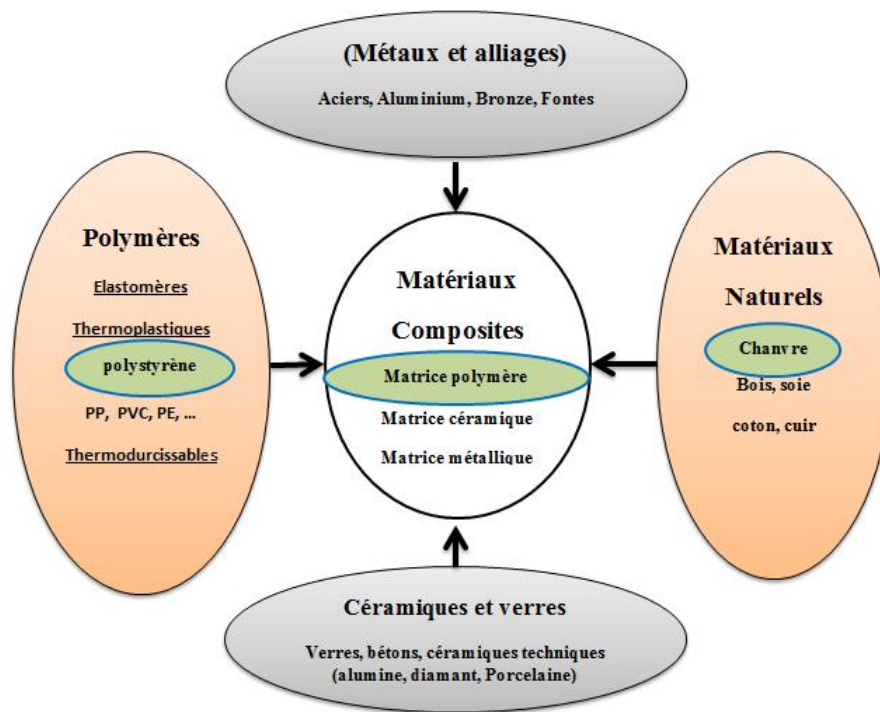 (Métaux et alliages)
Aciers, Aluminium, Bronze, Fontes
Polymères
Elastomères
Thermoplastiques
polystyrène
PP, PVC, PE, ...
Thermodurcissables
Matériaux
Composites
Matrice polymère
Matrice céramique
Matrice métallique
Matériaux
Naturels
Chanvre
Bois, soie
coton, cuir
Céramiques et verres
Verres, bétons, céramiques techniques
(alumine, diamant, Porcelaine)